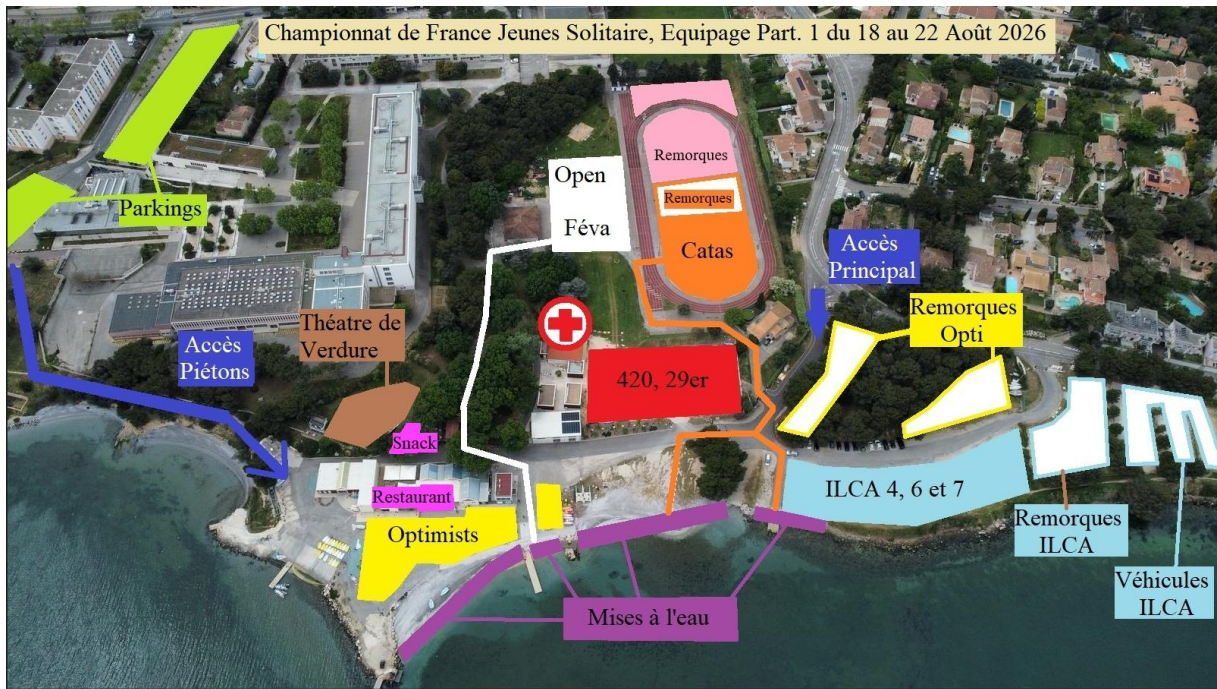 Championnat de France Jeunes Solitaire, Equipage Part. 1 du 18 au 22 Août 2026
Remorques
Open
Féva
Remorques
Parkings
Catas
Accès
Principal
Remorques
Opti
Théatre de
Verdure
Accès
Piétons
420, 29er
Snack
Restaurant
ILCA 4, 6 et 7
Optimists
Remorques
ILCA
Véhicules
ILCA
Mises à l'eau